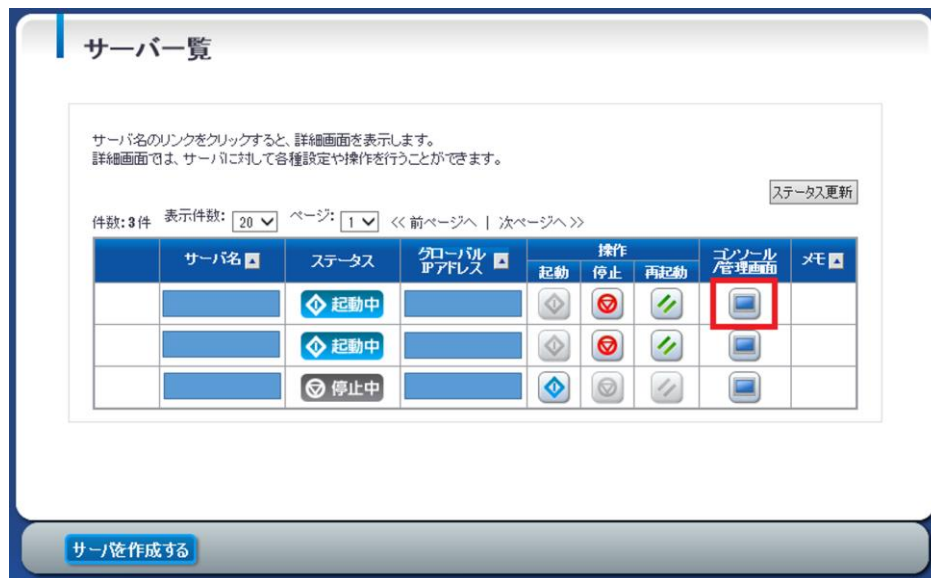 サーバ一覧
サーバ名のリンクをクリックすると、詳細画面を表示します。
詳細画面では、サーバに対して各種設定や操作を行うことができます。
ステータス更新
件数:3件 表示件数: 20 ページ: 1 << 前ページへ | 次ページへ >>
サーバ名 ステータス グローバルIPアドレス 操作 コンソール/管理画面 メモ
起動 停止 再起動
起動中
起動中
停止中
サーバを作成する